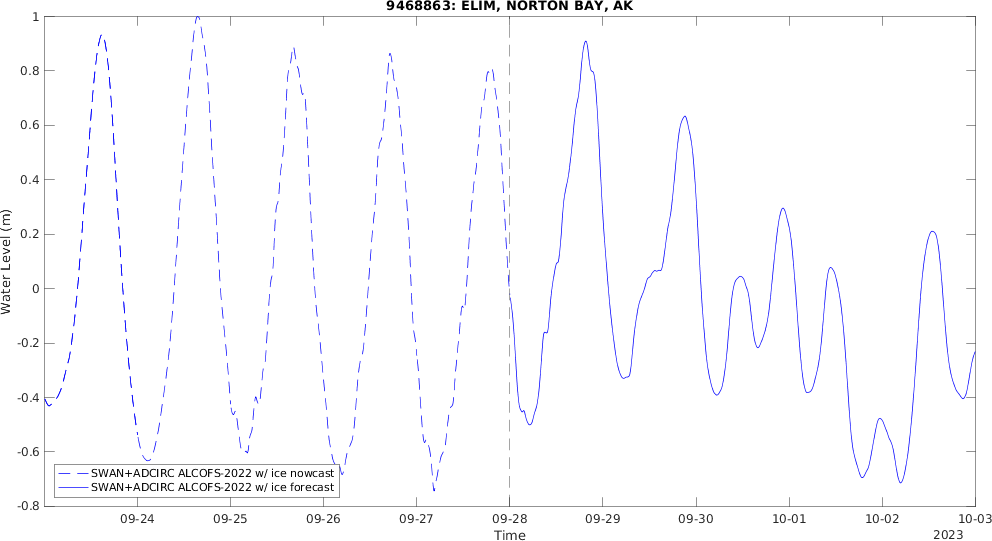 9468863: ELIM, NORTON BAY, AK
Water Level (m)
1
0.8
0.6
0.4
0.2
0
-0.2
-0.4
-0.6
-0.8
SWAN+ADCIRC ALCOFS-2022 w/ ice nowcast
SWAN+ADCIRC ALCOFS-2022 w/ ice forecast
09-24 09-25 09-26 09-27 09-28 09-29 09-30 10-01 10-02 10-03
Time
2023